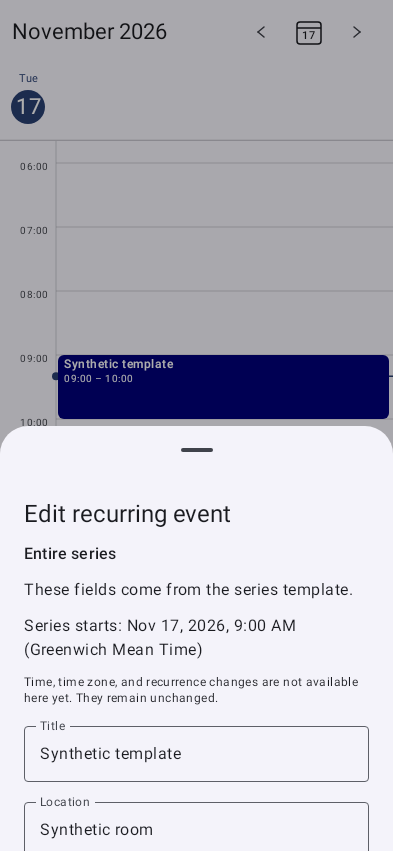 November 2026
17
Tue
17
06:00
07:00
08:00
09:00
Synthetic template
09:00 – 10:00
10:00
Edit recurring event
Entire series
These fields come from the series template.
Series starts: Nov 17, 2026, 9:00 AM
(Greenwich Mean Time)
Time, time zone, and recurrence changes are not available
here yet. They remain unchanged.
Title
Synthetic template
Location
Synthetic room